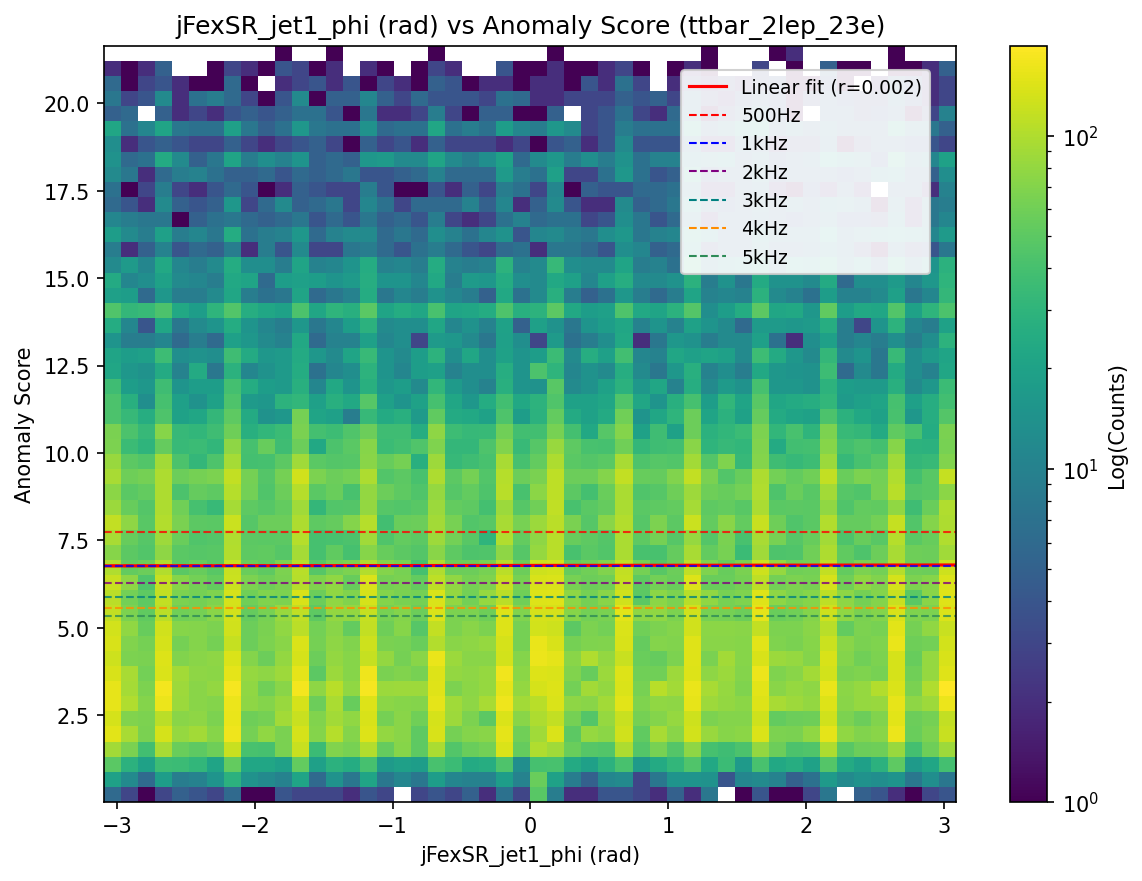 jFexSR_jet1_phi (rad) vs Anomaly Score (ttbar_2lep_23e)
Linear fit (r=0.002)
500Hz
1kHz
2kHz
3kHz
4kHz
5kHz
20.0
17.5
15.0
12.5
10.0
7.5
5.0
2.5
Anomaly Score
−3
−2
−1
0
1
2
3
jFexSR_jet1_phi (rad)
10²
10¹
10⁰
Log(Counts)